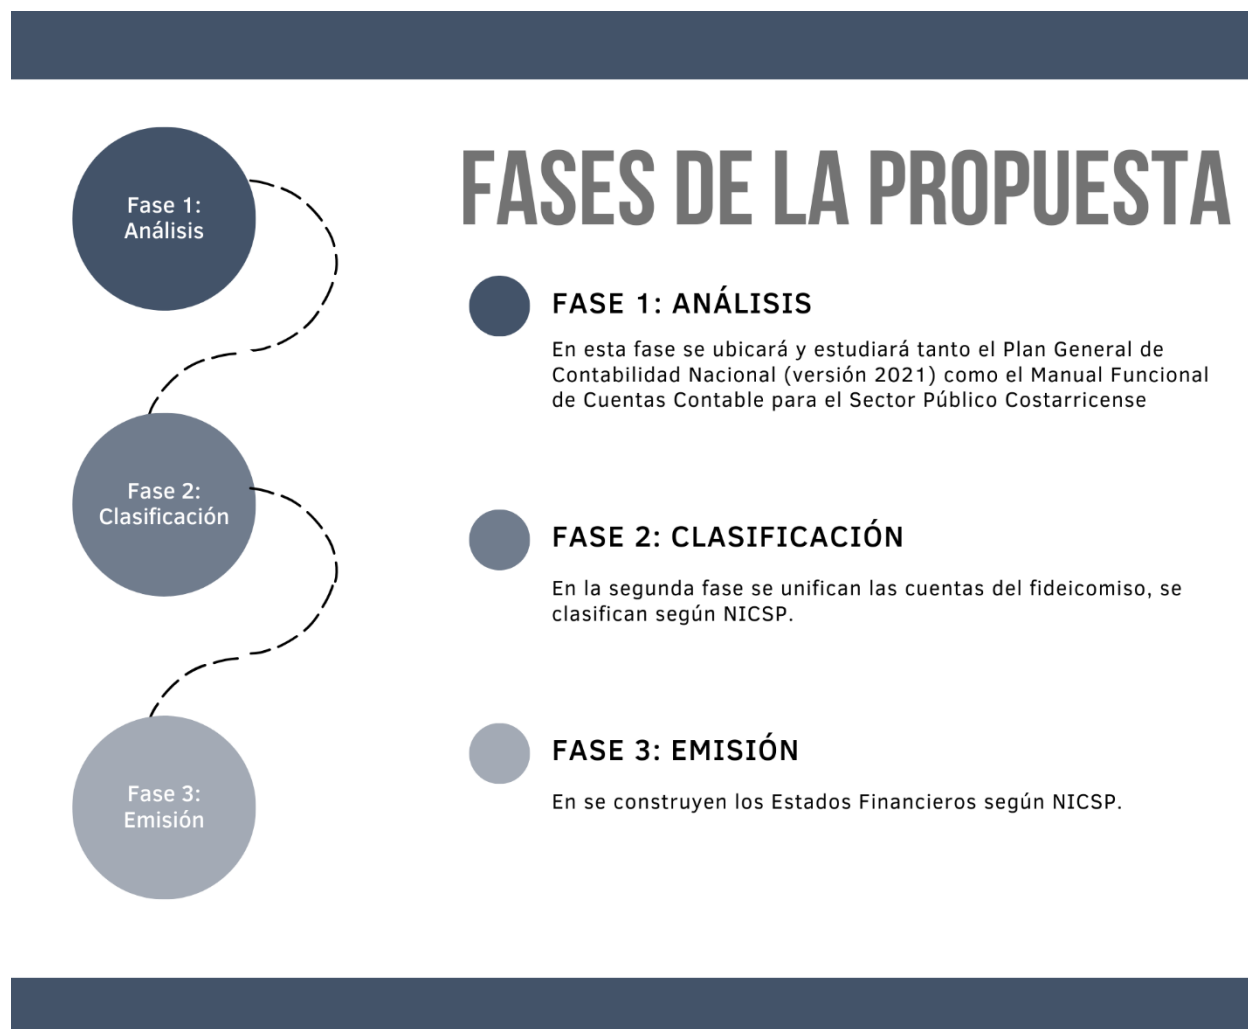 Fase 1:
Análisis
Fase 2:
Clasificación
Fase 3:
Emisión
FASES DE LA PROPUESTA
FASE 1: ANÁLISIS
En esta fase se ubicará y estudiará tanto el Plan General de
Contabilidad Nacional (versión 2021) como el Manual Funcional
de Cuentas Contable para el Sector Público Costarricense
FASE 2: CLASIFICACIÓN
En la segunda fase se unifican las cuentas del fideicomiso, se
clasifican según NICSP.
FASE 3: EMISIÓN
En se construyen los Estados Financieros según NICSP.